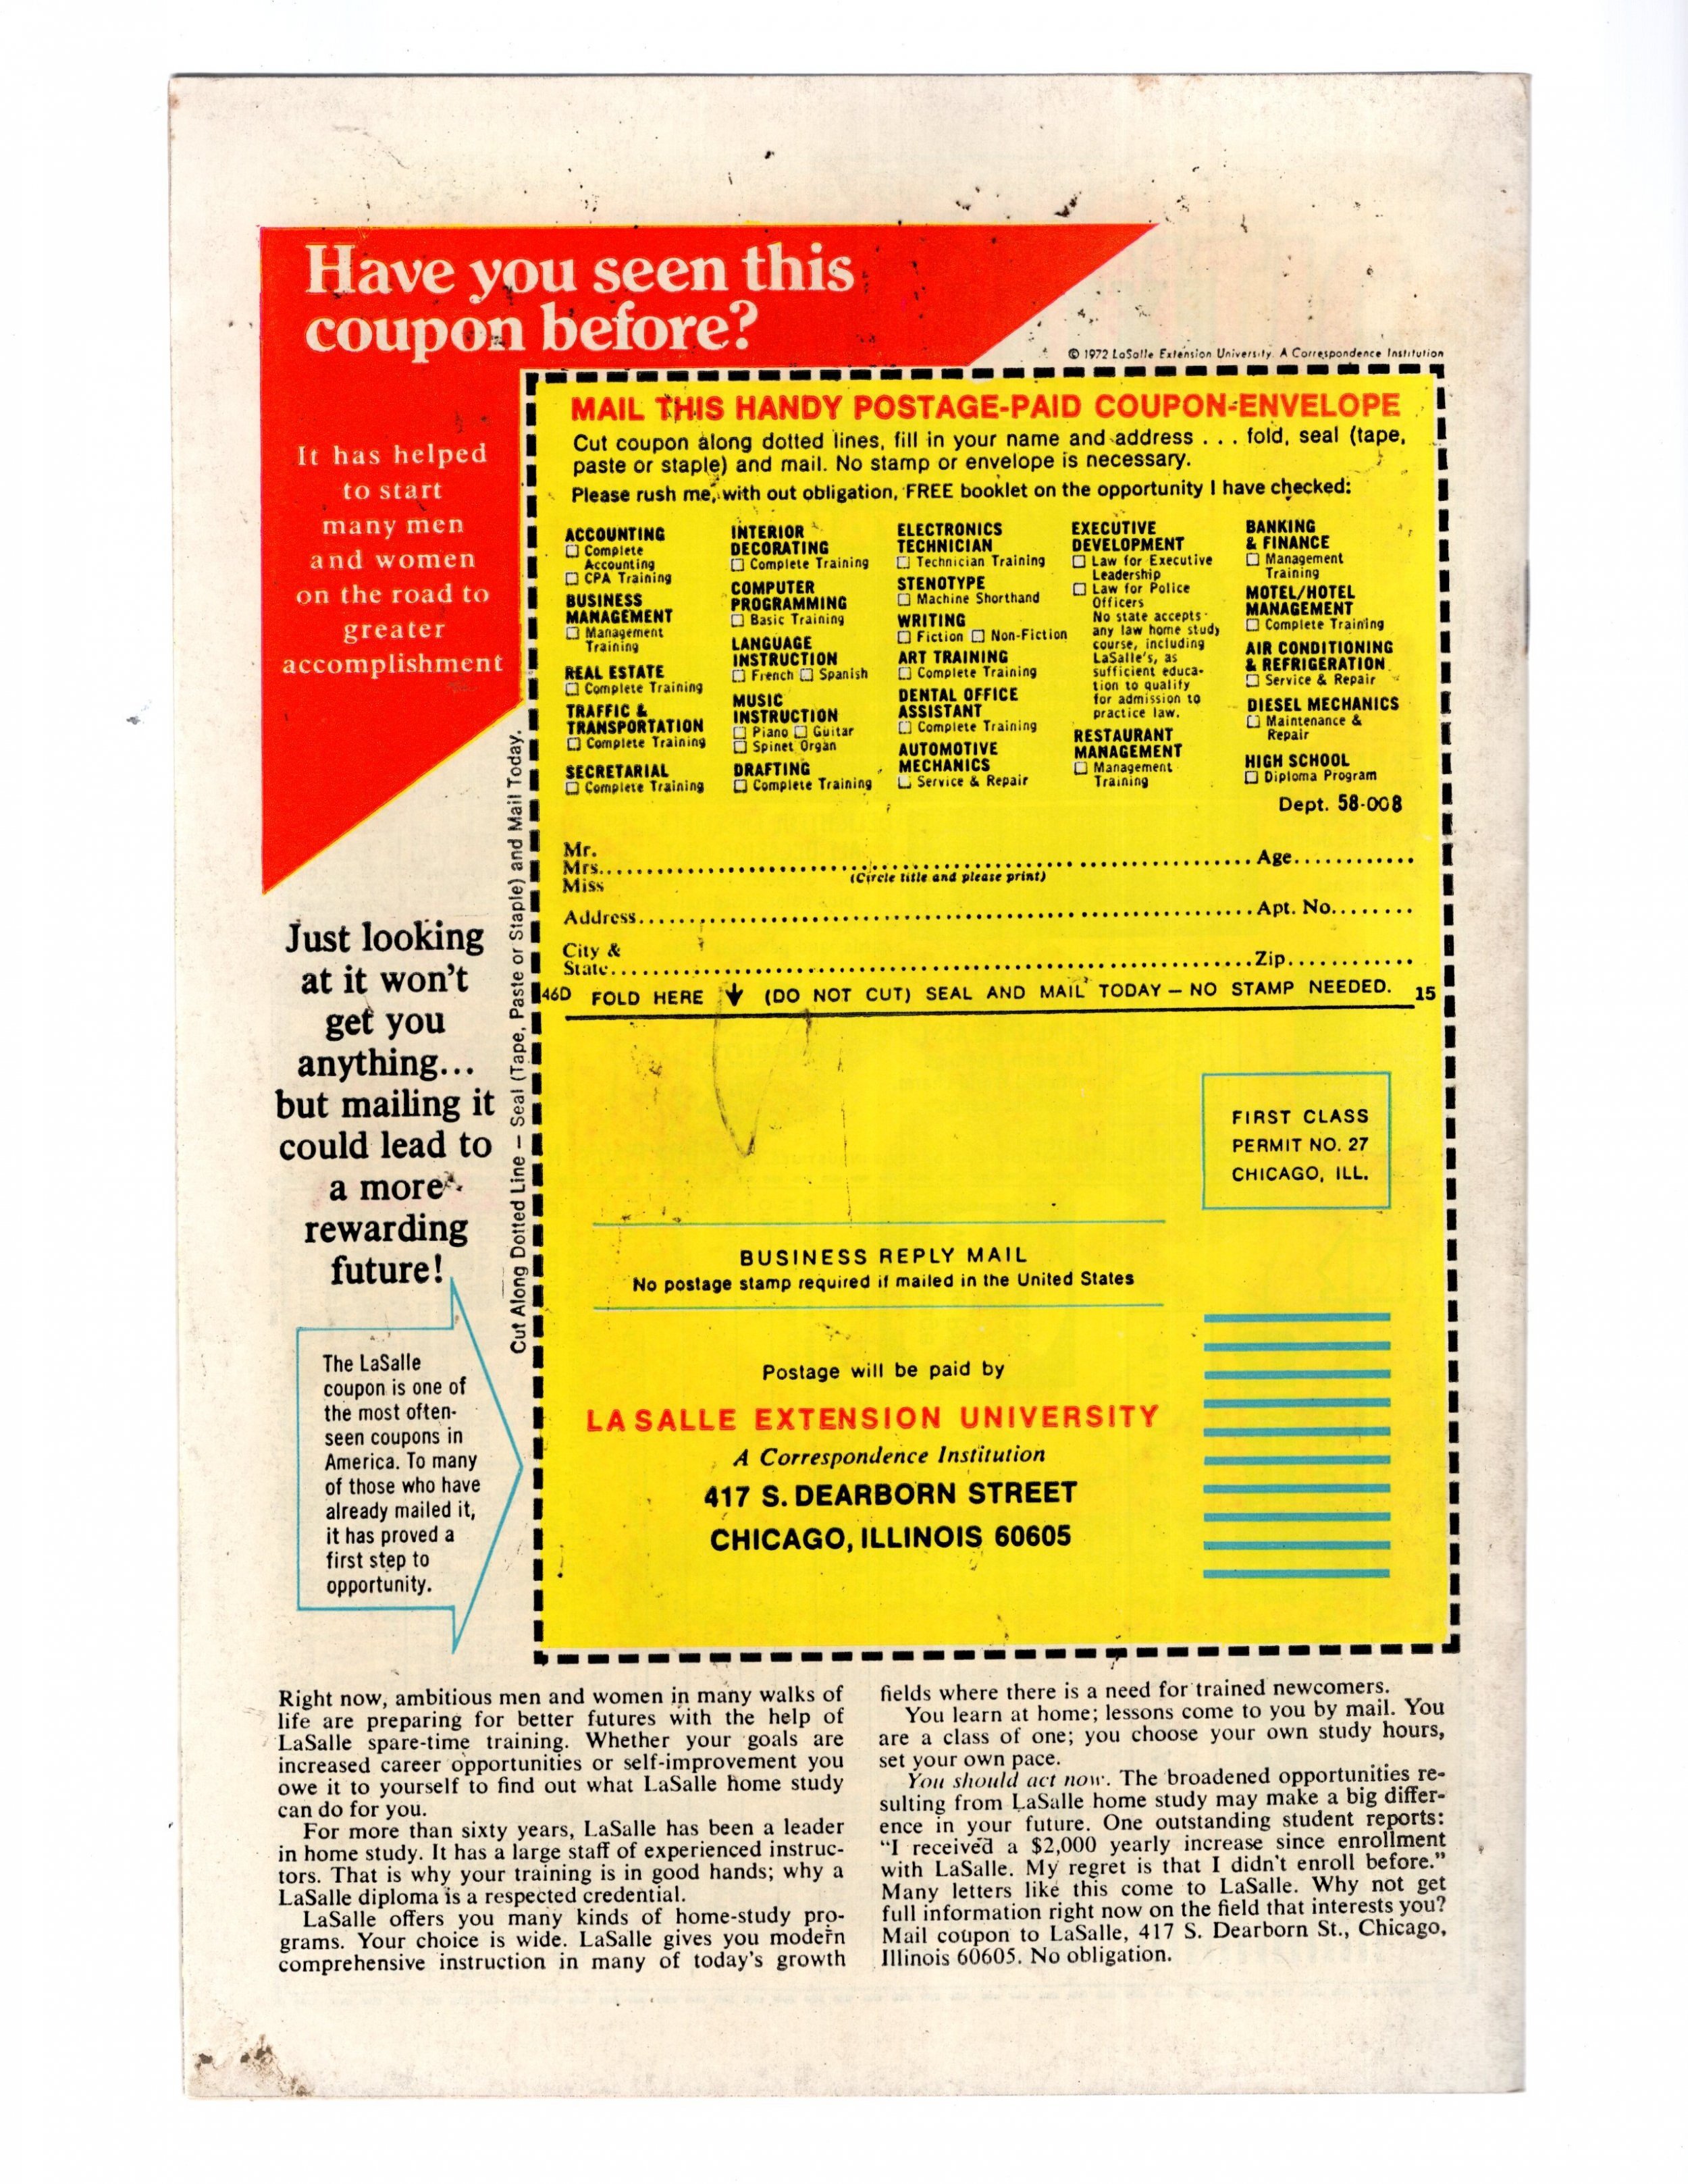 Have you seen this
coupon before?
© 1972 LaSalle Extension University. A Correspondence Institution
It has helped
to start
many men
and women
on the road to
greater
accomplishment
MAIL THIS HANDY POSTAGE-PAID COUPON-ENVELOPE
Cut coupon along dotted lines, fill in your name and address . . . fold, seal (tape,
paste or staple) and mail. No stamp or envelope is necessary.
Please rush me, with out obligation, FREE booklet on the opportunity I have checked:
ACCOUNTING
☐ Complete
Accounting
☐ CPA Training
BUSINESS
MANAGEMENT
☐ Management
Training
REAL ESTATE
☐ Complete Training
TRAFFIC &
TRANSPORTATION
☐ Complete Training
SECRETARIAL
☐ Complete Training
INTERIOR
DECORATING
☐ Complete Training
COMPUTER
PROGRAMMING
☐ Basic Training
LANGUAGE
INSTRUCTION
☐ French ☐ Spanish
MUSIC
INSTRUCTION
☐ Piano ☐ Guitar
☐ Spinet Organ
DRAFTING
☐ Complete Training
ELECTRONICS
TECHNICIAN
☐ Technician Training
STENOTYPE
☐ Machine Shorthand
WRITING
☐ Fiction ☐ Non-Fiction
ART TRAINING
☐ Complete Training
DENTAL OFFICE
ASSISTANT
☐ Complete Training
AUTOMOTIVE
MECHANICS
☐ Service & Repair
EXECUTIVE
DEVELOPMENT
☐ Law for Executive
Leadership
☐ Law for Police
Officers
No state accepts
any law home study
course, including
LaSalle's, as
sufficient educa-
tion to qualify
for admission to
practice law.
RESTAURANT
MANAGEMENT
☐ Management
Training
BANKING
& FINANCE
☐ Management
Training
MOTEL/HOTEL
MANAGEMENT
☐ Complete Training
AIR CONDITIONING
& REFRIGERATION
☐ Service & Repair
DIESEL MECHANICS
☐ Maintenance &
Repair
HIGH SCHOOL
☐ Diploma Program
Dept. 58-008
Mr.
Mrs. Age
Miss
(Circle title and please print)
Address Apt. No.
City &
State Zip
46D FOLD HERE ↓ (DO NOT CUT) SEAL AND MAIL TODAY — NO STAMP NEEDED. 15
Cut Along Dotted Line — Seal (Tape, Paste or Staple) and Mail Today.
Just looking
at it won't
get you
anything...
but mailing it
could lead to
a more
rewarding
future!
The LaSalle
coupon is one of
the most often-
seen coupons in
America. To many
of those who have
already mailed it,
it has proved a
first step to
opportunity.
FIRST CLASS
PERMIT NO. 27
CHICAGO, ILL.
BUSINESS REPLY MAIL
No postage stamp required if mailed in the United States
Postage will be paid by
LA SALLE EXTENSION UNIVERSITY
A Correspondence Institution
417 S. DEARBORN STREET
CHICAGO, ILLINOIS 60605
Right now, ambitious men and women in many walks of
life are preparing for better futures with the help of
LaSalle spare-time training. Whether your goals are
increased career opportunities or self-improvement you
owe it to yourself to find out what LaSalle home study
can do for you.
For more than sixty years, LaSalle has been a leader
in home study. It has a large staff of experienced instruc-
tors. That is why your training is in good hands; why a
LaSalle diploma is a respected credential.
LaSalle offers you many kinds of home-study pro-
grams. Your choice is wide. LaSalle gives you modern
comprehensive instruction in many of today's growth
fields where there is a need for trained newcomers.
You learn at home; lessons come to you by mail. You
are a class of one; you choose your own study hours,
set your own pace.
You should act now. The broadened opportunities re-
sulting from LaSalle home study may make a big differ-
ence in your future. One outstanding student reports:
"I received a $2,000 yearly increase since enrollment
with LaSalle. My regret is that I didn't enroll before."
Many letters like this come to LaSalle. Why not get
full information right now on the field that interests you?
Mail coupon to LaSalle, 417 S. Dearborn St., Chicago,
Illinois 60605. No obligation.